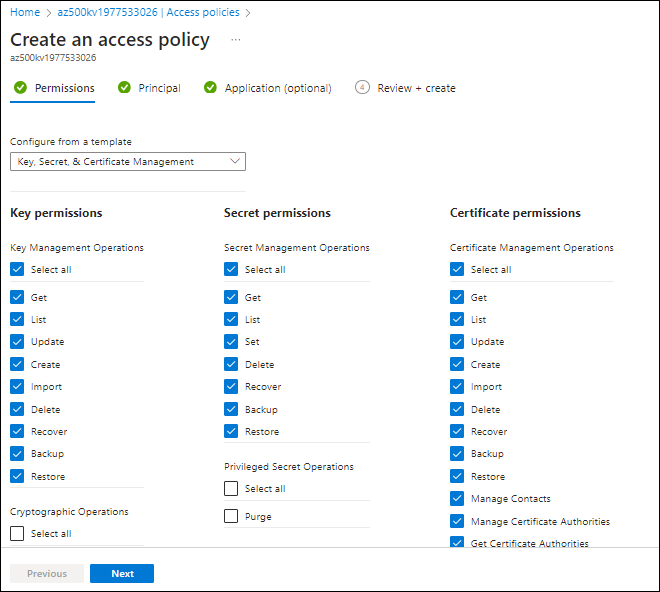 Home > az500kv1977533026 | Access policies >
Create an access policy ...
az500kv1977533026
Permissions Principal Application (optional) 4 Review + create
Configure from a template
Key, Secret, & Certificate Management
Key permissions Secret permissions Certificate permissions
Key Management Operations Secret Management Operations Certificate Management Operations
Select all Select all Select all
Get Get Get
List List List
Update Set Update
Create Delete Create
Import Recover Import
Delete Backup Delete
Recover Restore Recover
Backup Backup
Privileged Secret Operations
Restore Restore
Select all Manage Contacts
Cryptographic Operations
Purge Manage Certificate Authorities
Select all Get Certificate Authorities
Previous Next